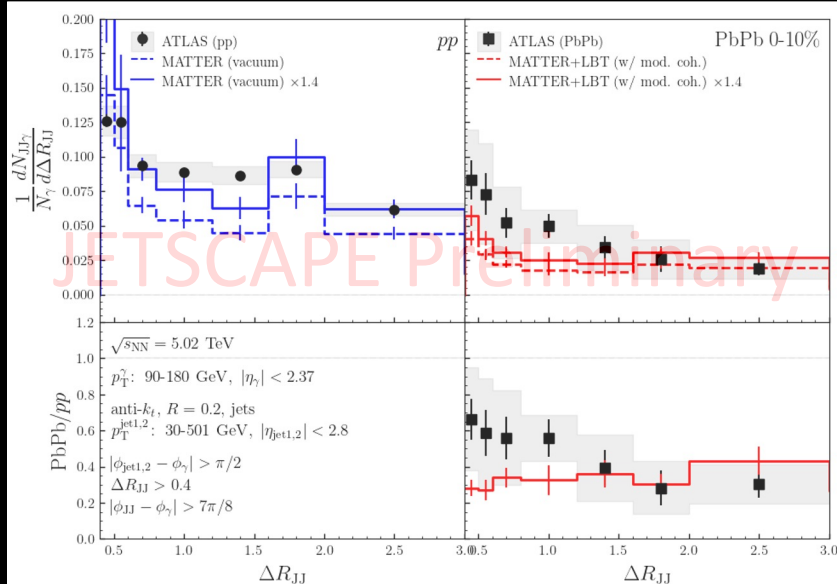 ATLAS (pp)
MATTER (vacuum)
MATTER (vacuum) ×1.4
pp
ATLAS (PbPb)
MATTER+LBT (w/ mod. coh.)
MATTER+LBT (w/ mod. coh.) ×1.4
PbPb 0-10%
0.200
0.175
0.150
0.125
0.100
0.075
0.050
0.025
0.000
1/N_γ dN_JJγ/dΔR_JJ
JETSCAPE Preliminary
1.2
1.0
0.8
0.6
0.4
0.2
0.0
PbPb/pp
√s_NN = 5.02 TeV
p_T^γ: 90-180 GeV, |η_γ| < 2.37
anti-k_t, R = 0.2, jets
p_T^jet1,2: 30-501 GeV, |η_jet1,2| < 2.8
|ϕ_jet1,2 − ϕ_γ| > π/2
ΔR_JJ > 0.4
|ϕ_JJ − ϕ_γ| > 7π/8
0.5 1.0 1.5 2.0 2.5 3.0
0.5 1.0 1.5 2.0 2.5 3.0
ΔR_JJ
ΔR_JJ